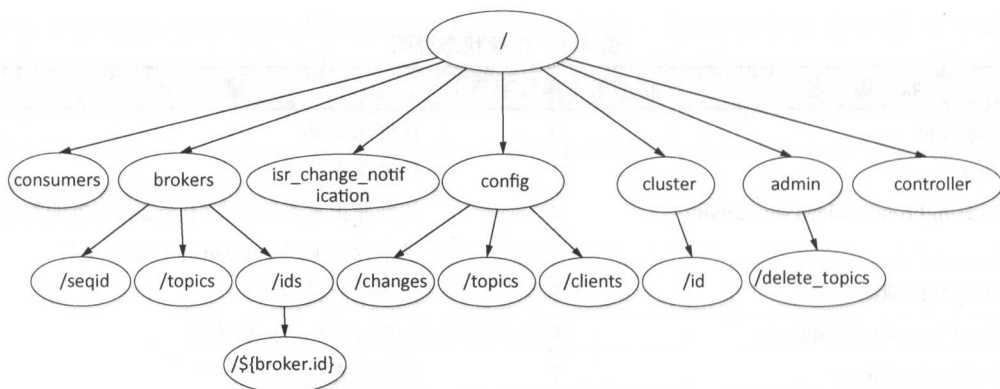 /
consumers
brokers
isr_change_notif
ication
config
cluster
admin
controller
/seqid
/topics
/ids
/changes
/topics
/clients
/id
/delete_topics
/${broker.id}